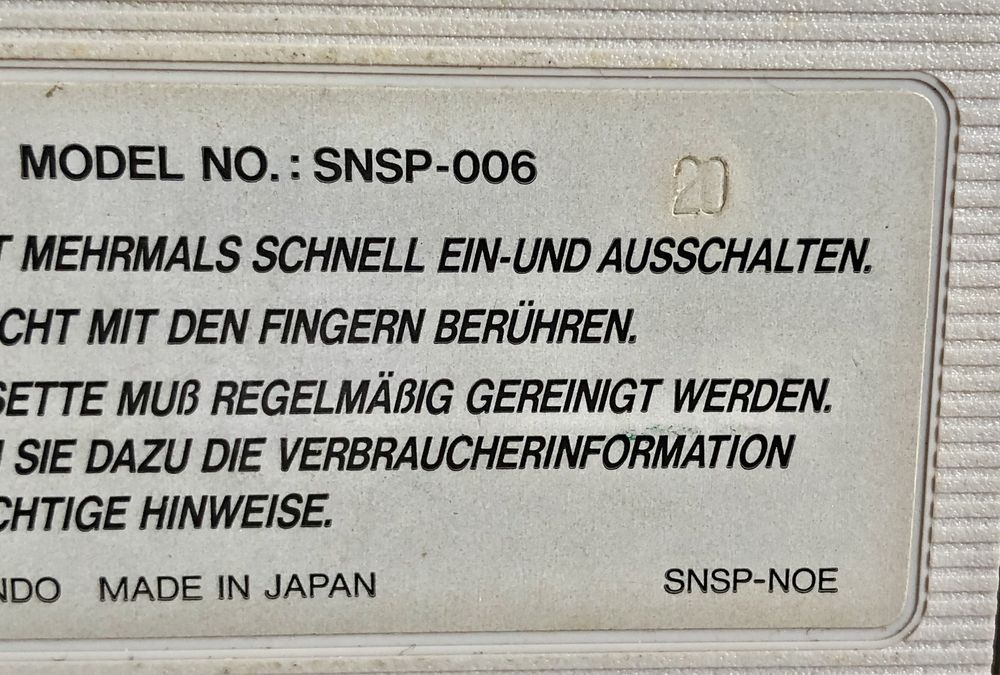 MODEL NO.: SNSP-006 20
T MEHRMALS SCHNELL EIN-UND AUSSCHALTEN.
CHT MIT DEN FINGERN BERÜHREN.
SETTE MUß REGELMÄßIG GEREINIGT WERDEN.
SIE DAZU DIE VERBRAUCHERINFORMATION
CHTIGE HINWEISE.
NDO MADE IN JAPAN SNSP-NOE